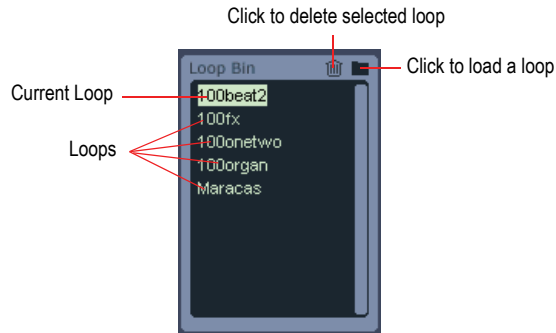 Click to delete selected loop
Loop Bin
Click to load a loop
Current Loop
100beat2
100fx
Loops
100onetwo
100organ
Maracas